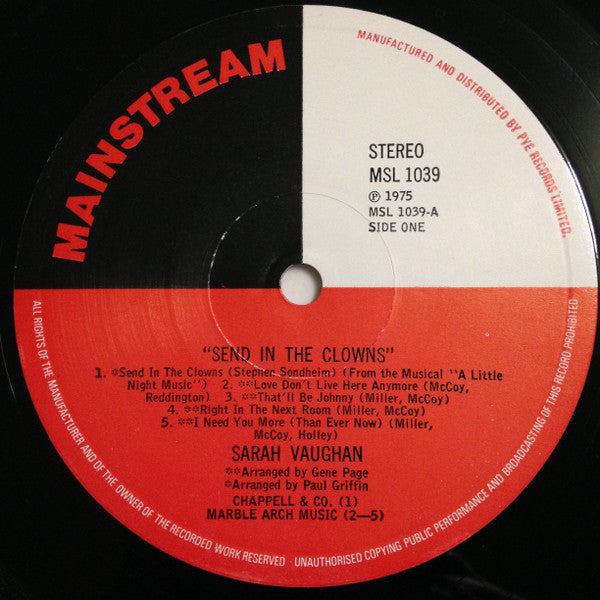 MAINSTREAM
MANUFACTURED AND DISTRIBUTED BY PYE RECORDS LIMITED.
STEREO
MSL 1039
Ⓟ 1975
MSL 1039-A
SIDE ONE
"SEND IN THE CLOWNS"
1. *Send In The Clowns (Stephen Sondheim) (From the Musical "A Little
Night Music") 2. **Love Don't Live Here Anymore (McCoy,
Reddington) 3. **That'll Be Johnny (Miller, McCoy)
4. **Right In The Next Room (Miller, McCoy)
5. **I Need You More (Than Ever Now) (Miller,
McCoy, Holley)
SARAH VAUGHAN
**Arranged by Gene Page
*Arranged by Paul Griffin
CHAPPELL & CO. (1)
MARBLE ARCH MUSIC (2—5)
ALL RIGHTS OF THE MANUFACTURER AND OF THE OWNER OF THE RECORDED WORK RESERVED · UNAUTHORISED COPYING PUBLIC PERFORMANCE AND BROADCASTING OF THIS RECORD PROHIBITED